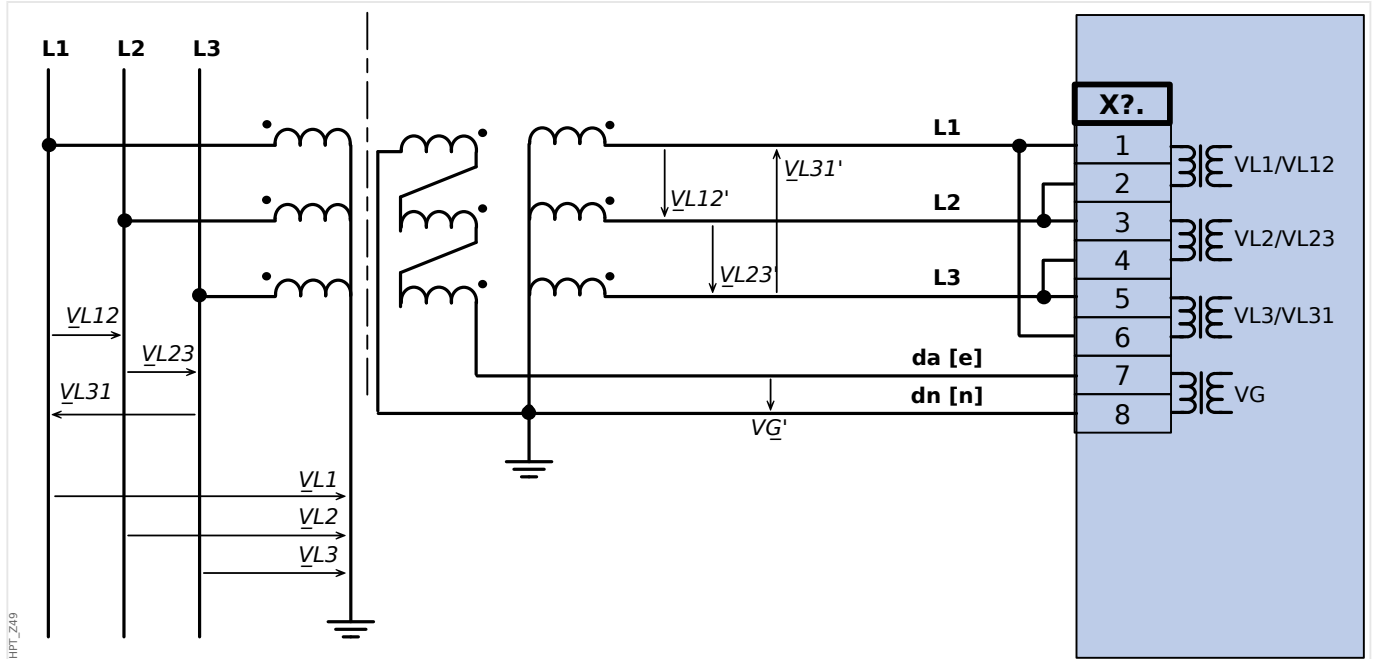 L1 L2 L3
X?.
L1
1
VL1/VL12
VL31'
2
VL12'
L2
3
VL2/VL23
4
VL23'
L3
5
VL3/VL31
VL12
6
VL23
da [e]
7
VL31
dn [n]
VG
8
VG'
VL1
VL2
VL3
HPT_Z49